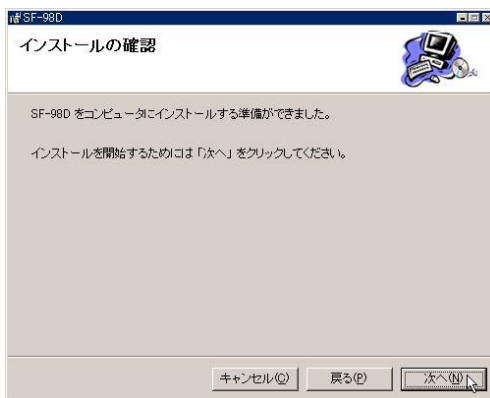 SF-98D
インストールの確認
SF-98D をコンピュータにインストールする準備ができました。
インストールを開始するためには「次へ」をクリックしてください。
キャンセル(C) 戻る(P) 次へ(N)